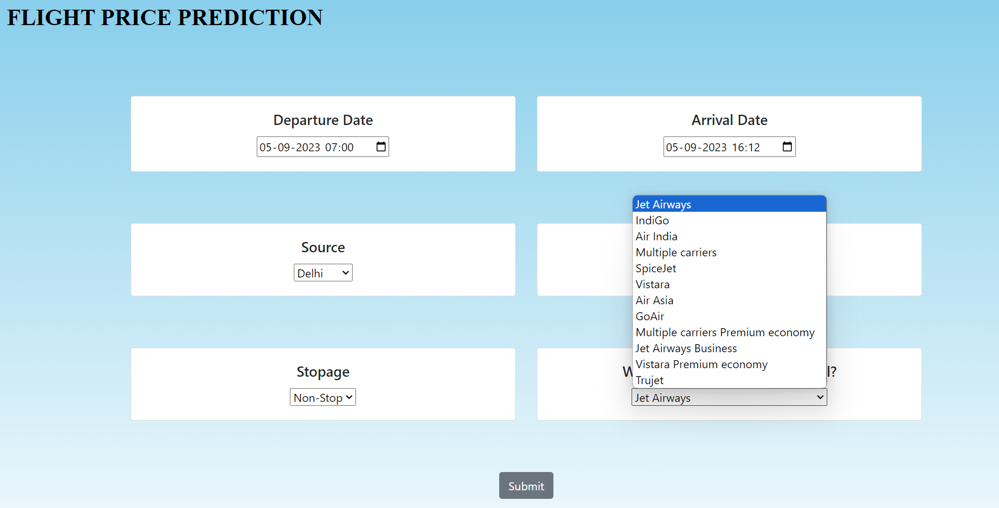 FLIGHT PRICE PREDICTION
Departure Date
05-09-2023 07:00
Arrival Date
05-09-2023 16:12
Source
Delhi
Jet Airways
IndiGo
Air India
Multiple carriers
SpiceJet
Vistara
Air Asia
GoAir
Multiple carriers Premium economy
Jet Airways Business
Vistara Premium economy
Trujet
Stopage
Non-Stop
Jet Airways
Submit